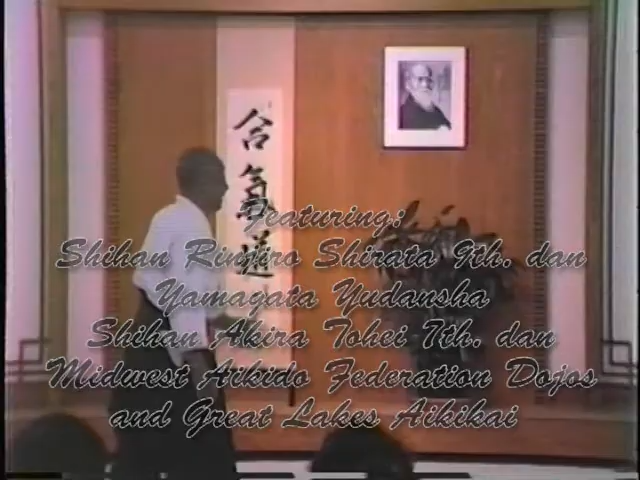 合氣道
Featuring:
Shihan Rinjiro Shirata 9th. dan
Yamagata Yudansha
Shihan Akira Tohei 7th. dan
Midwest Aikido Federation Dojos
and Great Lakes Aikikai